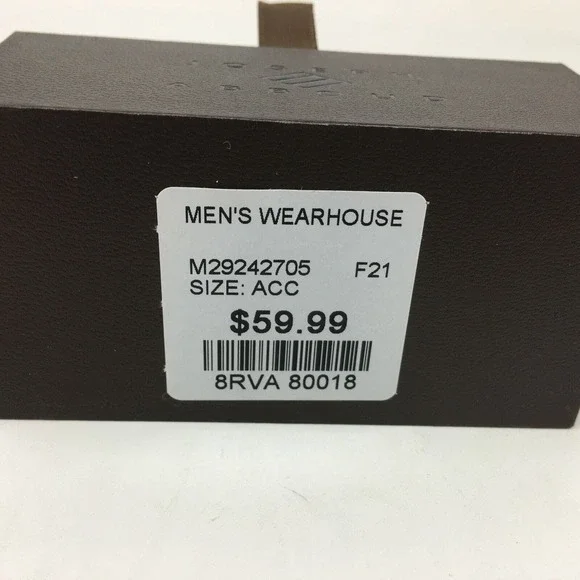 MEN'S WEARHOUSE
M29242705 F21
SIZE: ACC
$59.99
8RVA 80018